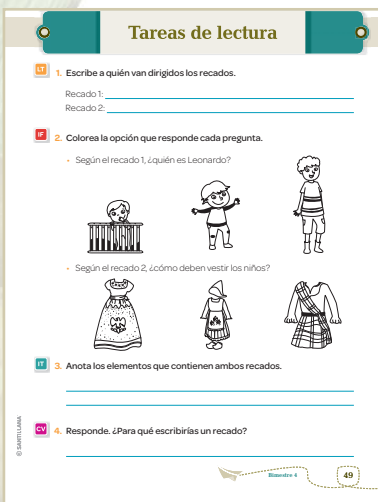 Tareas de lectura
LT 1. Escribe a quién van dirigidos los recados.
Recado 1:
Recado 2:
IF 2. Colorea la opción que responde cada pregunta.
• Según el recado 1, ¿quién es Leonardo?
• Según el recado 2, ¿cómo deben vestir los niños?
IT 3. Anota los elementos que contienen ambos recados.
CV 4. Responde. ¿Para qué escribirías un recado?
© SANTILLANA
Bimestre 4 49